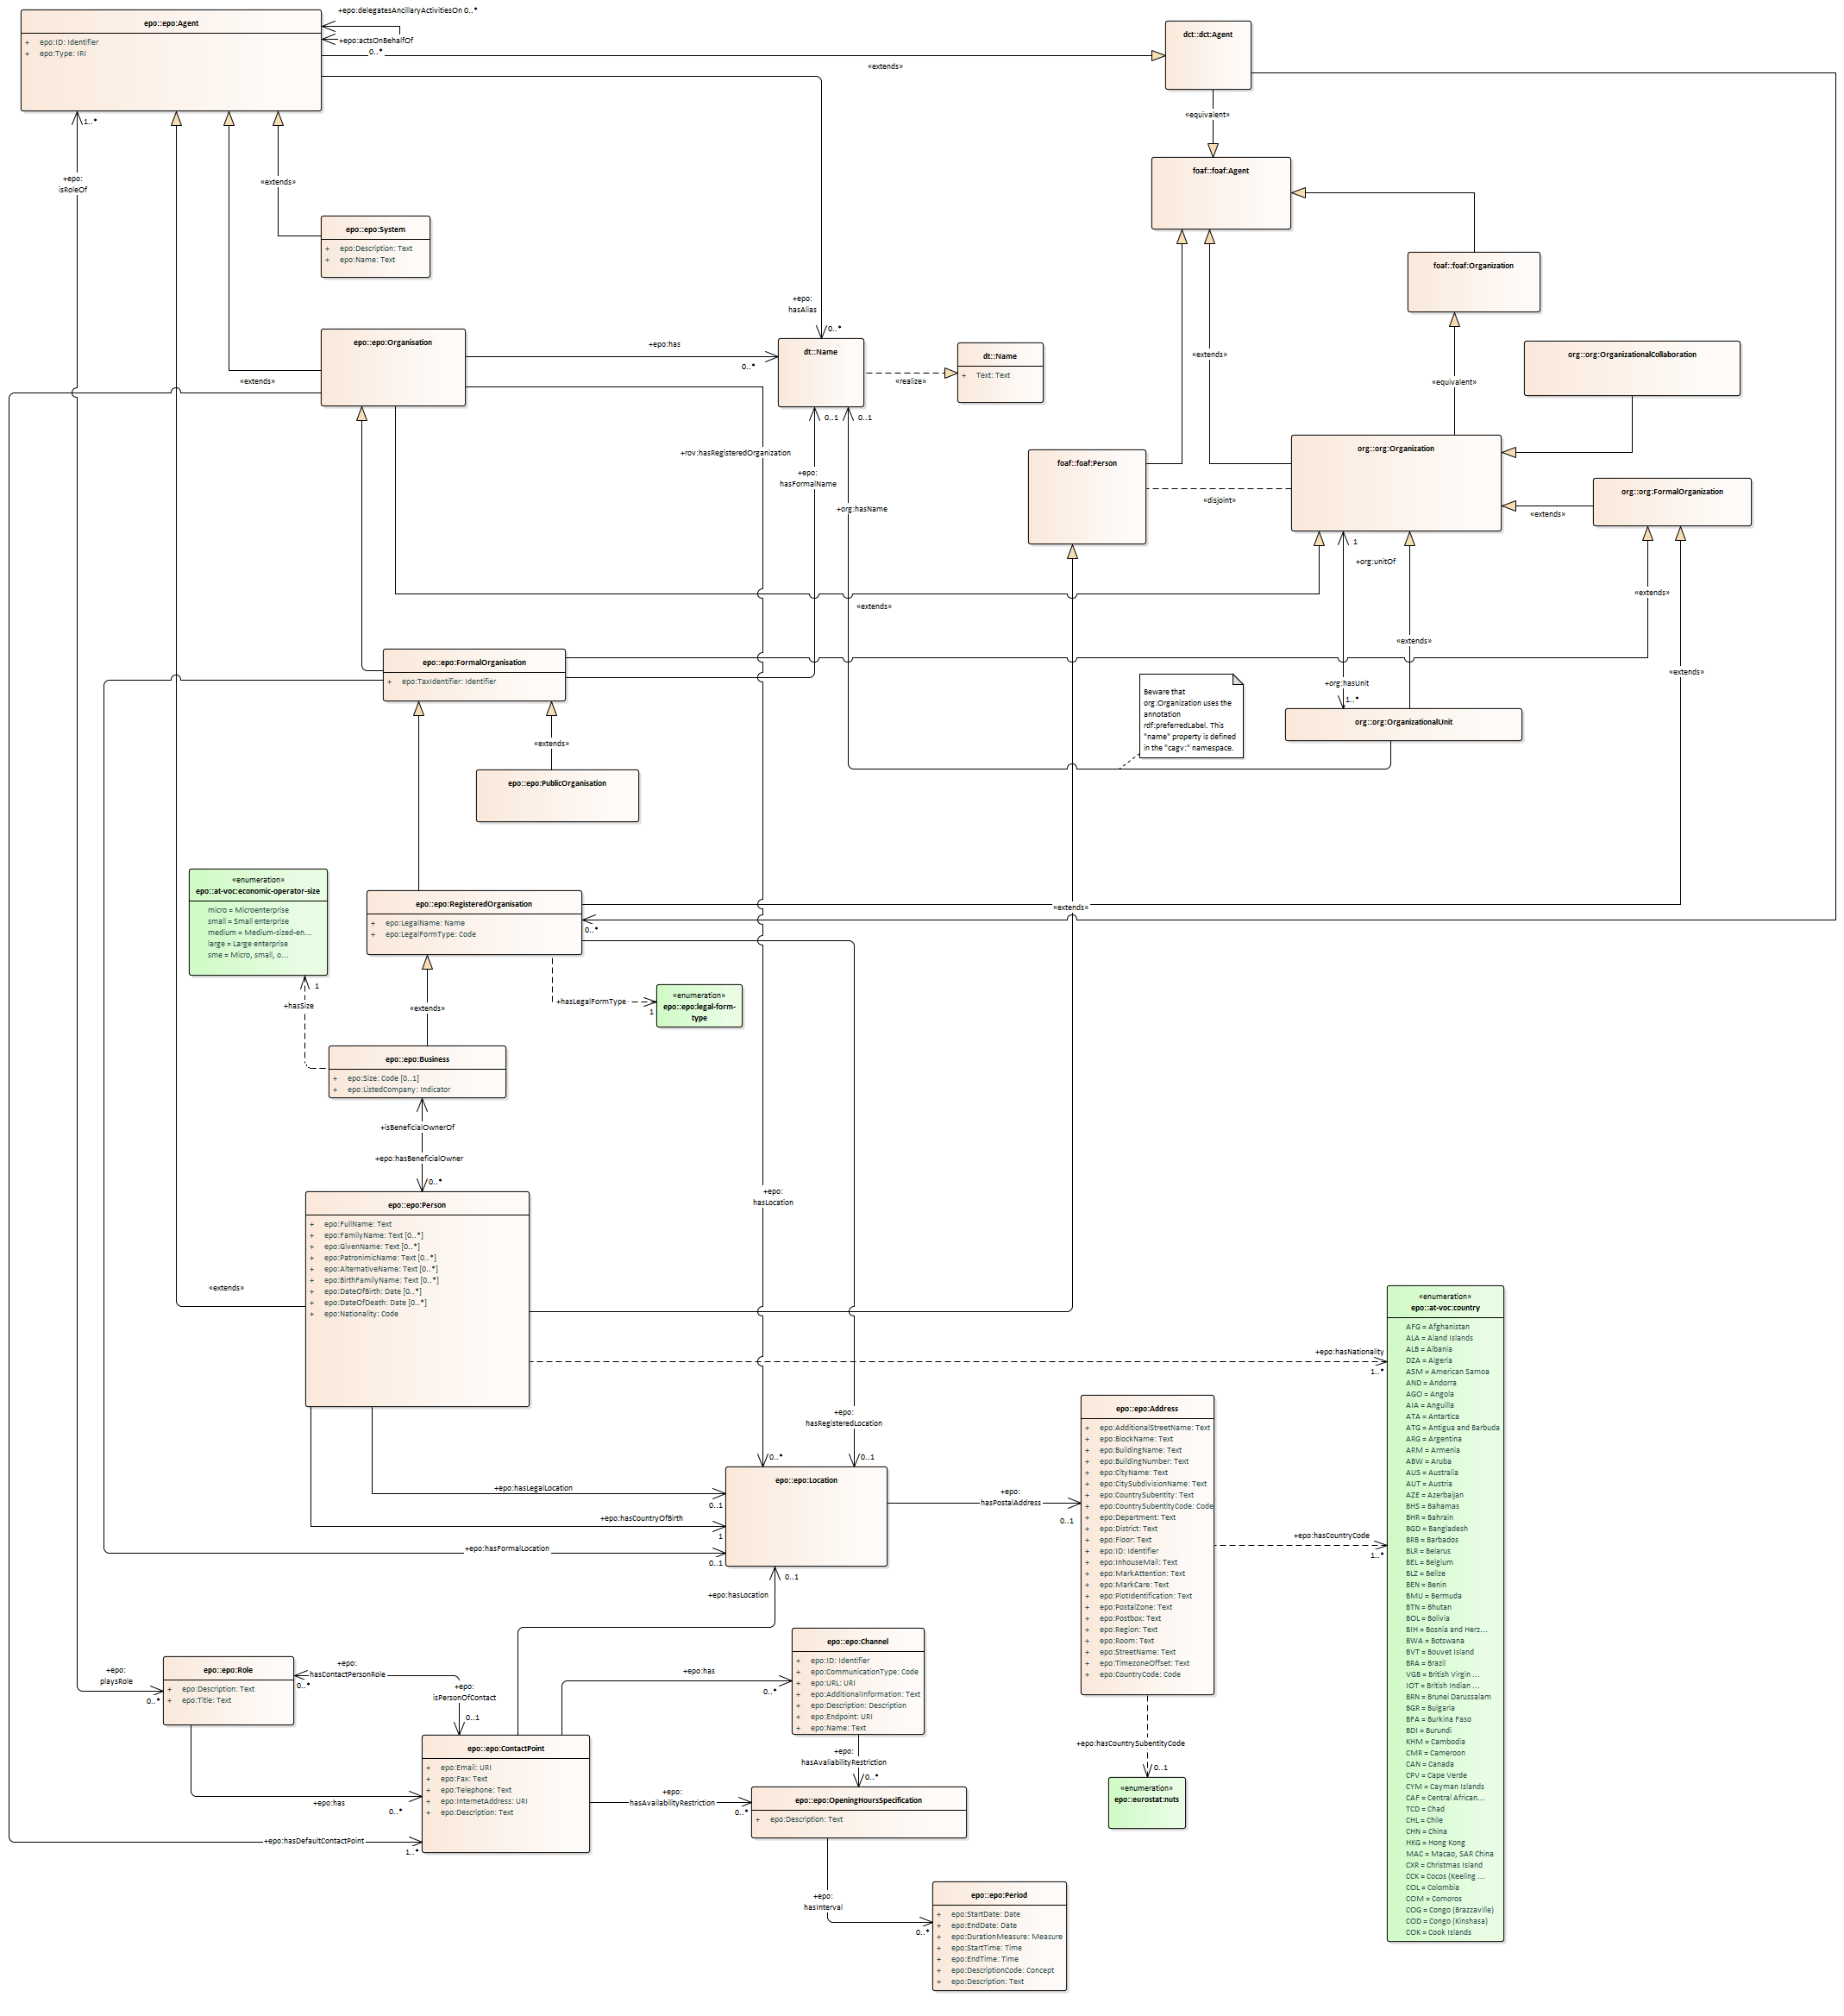 epo::epo:Agent
+ epo:ID: Identifier
+ epo:Type: IRI
+epo:delegatesAncillaryActivitiesOn 0..*
+epo:actsOnBehalfOf
0..*
«extends»
dct::dct:Agent
«equivalent»
foaf::foaf:Agent
1..*
+epo:
isRoleOf
«extends»
epo::epo:System
+ epo:Description: Text
+ epo:Name: Text
foaf::foaf:Organization
+epo:
hasAlias
0..*
epo::epo:Organisation
+epo:has
0..*
dt::Name
«realize»
dt::Name
+ Text: Text
«extends»
«extends»
«equivalent»
org::org:OrganizationalCollaboration
0..1
0..1
+rov:hasRegisteredOrganization
+epo:
hasFormalName
+org:hasName
foaf::foaf:Person
«disjoint»
org::org:Organization
org::org:FormalOrganization
«extends»
1
+org:unitOf
«extends»
«extends»
«extends»
«extends»
epo::epo:FormalOrganisation
+ epo:TaxIdentifier: Identifier
+org:hasUnit
1..*
org::org:OrganizationalUnit
Beware that
org:Organization uses the
annotation
rdf:preferredLabel. This
"name" property is defined
in the "cagv:" namespace.
«extends»
epo::epo:PublicOrganisation
«enumeration»
epo::at-voc:economic-operator-size
micro = Microenterprise
small = Small enterprise
medium = Medium-sized-en...
large = Large enterprise
sme = Micro, small, o...
epo::epo:RegisteredOrganisation
+ epo:LegalName: Name
+ epo:LegalFormType: Code
«extends»
0..*
1
+hasSize
«extends»
+hasLegalFormType
1
«enumeration»
epo::epo:legal-form-
type
epo::epo:Business
+ epo:Size: Code [0..1]
+ epo:ListedCompany: Indicator
+isBeneficialOwnerOf
+epo:hasBeneficialOwner
0..*
epo::epo:Person
+ epo:FullName: Text
+ epo:FamilyName: Text [0..*]
+ epo:GivenName: Text [0..*]
+ epo:PatronimicName: Text [0..*]
+ epo:AlternativeName: Text [0..*]
+ epo:BirthFamilyName: Text [0..*]
+ epo:DateOfBirth: Date [0..*]
+ epo:DateOfDeath: Date [0..*]
+ epo:Nationality: Code
«extends»
+epo:
hasLocation
+epo:hasNationality
1..*
+epo:
hasRegisteredLocation
0..*
0..1
epo::epo:Location
+epo:hasLegalLocation
0..1
+epo:hasCountryOfBirth
1
+epo:hasFormalLocation
0..1
+epo:
hasPostalAddress
0..1
epo::epo:Address
+ epo:AdditionalStreetName: Text
+ epo:BlockName: Text
+ epo:BuildingName: Text
+ epo:BuildingNumber: Text
+ epo:CityName: Text
+ epo:CitySubdivisionName: Text
+ epo:CountrySubentity: Text
+ epo:CountrySubentityCode: Code
+ epo:Department: Text
+ epo:District: Text
+ epo:Floor: Text
+ epo:ID: Identifier
+ epo:InhouseMail: Text
+ epo:MarkAttention: Text
+ epo:MarkCare: Text
+ epo:PlotIdentification: Text
+ epo:PostalZone: Text
+ epo:Postbox: Text
+ epo:Region: Text
+ epo:Room: Text
+ epo:StreetName: Text
+ epo:TimezoneOffset: Text
+ epo:CountryCode: Code
+epo:hasCountryCode
1..*
«enumeration»
epo::at-voc:country
AFG = Afghanistan
ALA = Aland Islands
ALB = Albania
DZA = Algeria
ASM = American Samoa
AND = Andorra
AGO = Angola
AIA = Anguilla
ATA = Antartica
ATG = Antigua and Barbuda
ARG = Argentina
ARM = Armenia
ABW = Aruba
AUS = Australia
AUT = Austria
AZE = Azerbaijan
BHS = Bahamas
BHR = Bahrain
BGD = Bangladesh
BRB = Barbados
BLR = Belarus
BEL = Belgium
BLZ = Belize
BEN = Benin
BMU = Bermuda
BTN = Bhutan
BOL = Bolivia
BIH = Bosnia and Herz...
BWA = Botswana
BVT = Bouvet Island
BRA = Brazil
VGB = British Virgin ...
IOT = British Indian ...
BRN = Brunei Darussalam
BGR = Bulgaria
BFA = Burkina Faso
BDI = Burundi
KHM = Cambodia
CMR = Cameroon
CAN = Canada
CPV = Cape Verde
CYM = Cayman Islands
CAF = Central African...
TCD = Chad
CHL = Chile
CHN = China
HKG = Hong Kong
MAC = Macao, SAR China
CXR = Christmas Island
CCK = Cocos (Keeling ...
COL = Colombia
COM = Comoros
COG = Congo (Brazzaville)
COD = Congo (Kinshasa)
COK = Cook Islands
+epo:hasLocation
0..1
epo::epo:Channel
+ epo:ID: Identifier
+ epo:CommunicationType: Code
+ epo:URL: URI
+ epo:AdditionalInformation: Text
+ epo:Description: Description
+ epo:Endpoint: URI
+ epo:Name: Text
+epo:
playsRole
0..*
epo::epo:Role
+ epo:Description: Text
+ epo:Title: Text
+epo:
hasContactPersonRole
0..*
+epo:
isPersonOfContact
0..1
+epo:has
0..*
epo::epo:ContactPoint
+ epo:Email: URI
+ epo:Fax: Text
+ epo:Telephone: Text
+ epo:InternetAddress: URI
+ epo:Description: Text
+epo:has
0..*
+epo:hasDefaultContactPoint
1..*
+epo:
hasAvaliabilityRestriction
0..*
+epo:
hasAvailabilityRestriction
0..*
epo::epo:OpeningHoursSpecification
+ epo:Description: Text
+epo:hasCountrySubentityCode
0..1
«enumeration»
epo::eurostat:nuts
+epo:
hasInterval
0..*
epo::epo:Period
+ epo:StartDate: Date
+ epo:EndDate: Date
+ epo:DurationMeasure: Measure
+ epo:StartTime: Time
+ epo:EndTime: Time
+ epo:DescriptionCode: Concept
+ epo:Description: Text